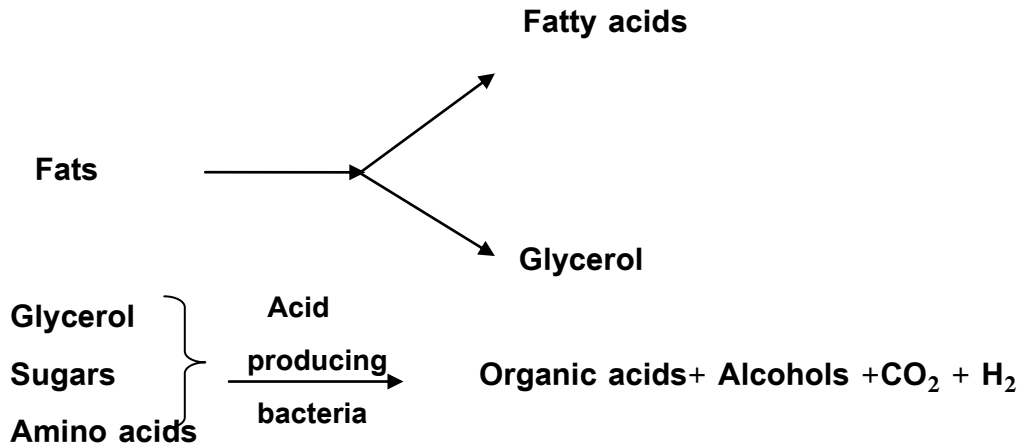 Fatty acids
Fats
Glycerol
Glycerol
Sugars
Amino acids
Acid
producing
bacteria
Organic acids+ Alcohols +CO₂ + H₂